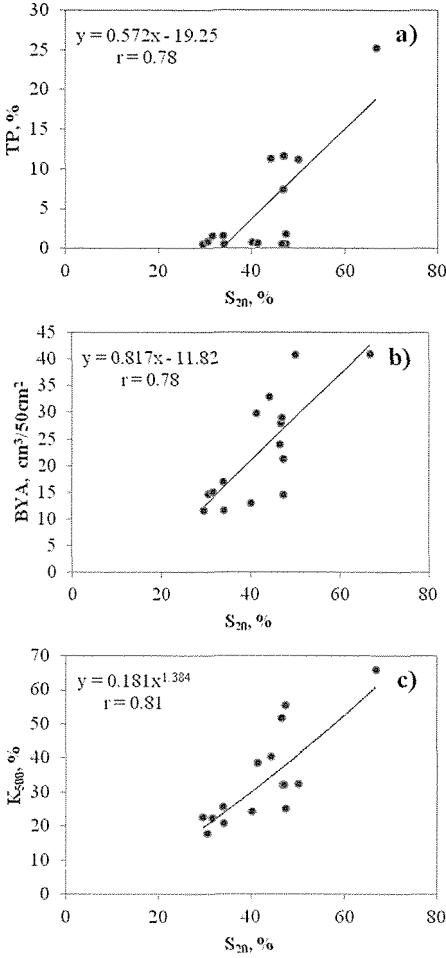 y = 0.572x - 19.25
r = 0.78
a)
TP, %
30
25
20
15
10
5
0
0 20 40 60 80
S₂₀, %
y = 0.817x - 11.82
r = 0.78
b)
BYA, cm³/50cm²
45
40
35
30
25
20
15
10
5
0
0 20 40 60 80
S₂₀, %
y = 0.181x¹·³⁸⁴
r = 0.81
c)
K₅₀₀, %
70
60
50
40
30
20
10
0
0 20 40 60 80
S₂₀, %